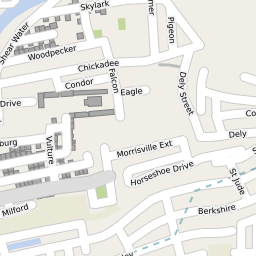 Skylark
Pigeon
Shear Water
Woodpecker
Chickadee
Condor
Falcon
Eagle
Dely Street
Drive
Dely
Vulture
Morrisville Ext
Horseshoe Drive
St Jude
Milford
Berkshire